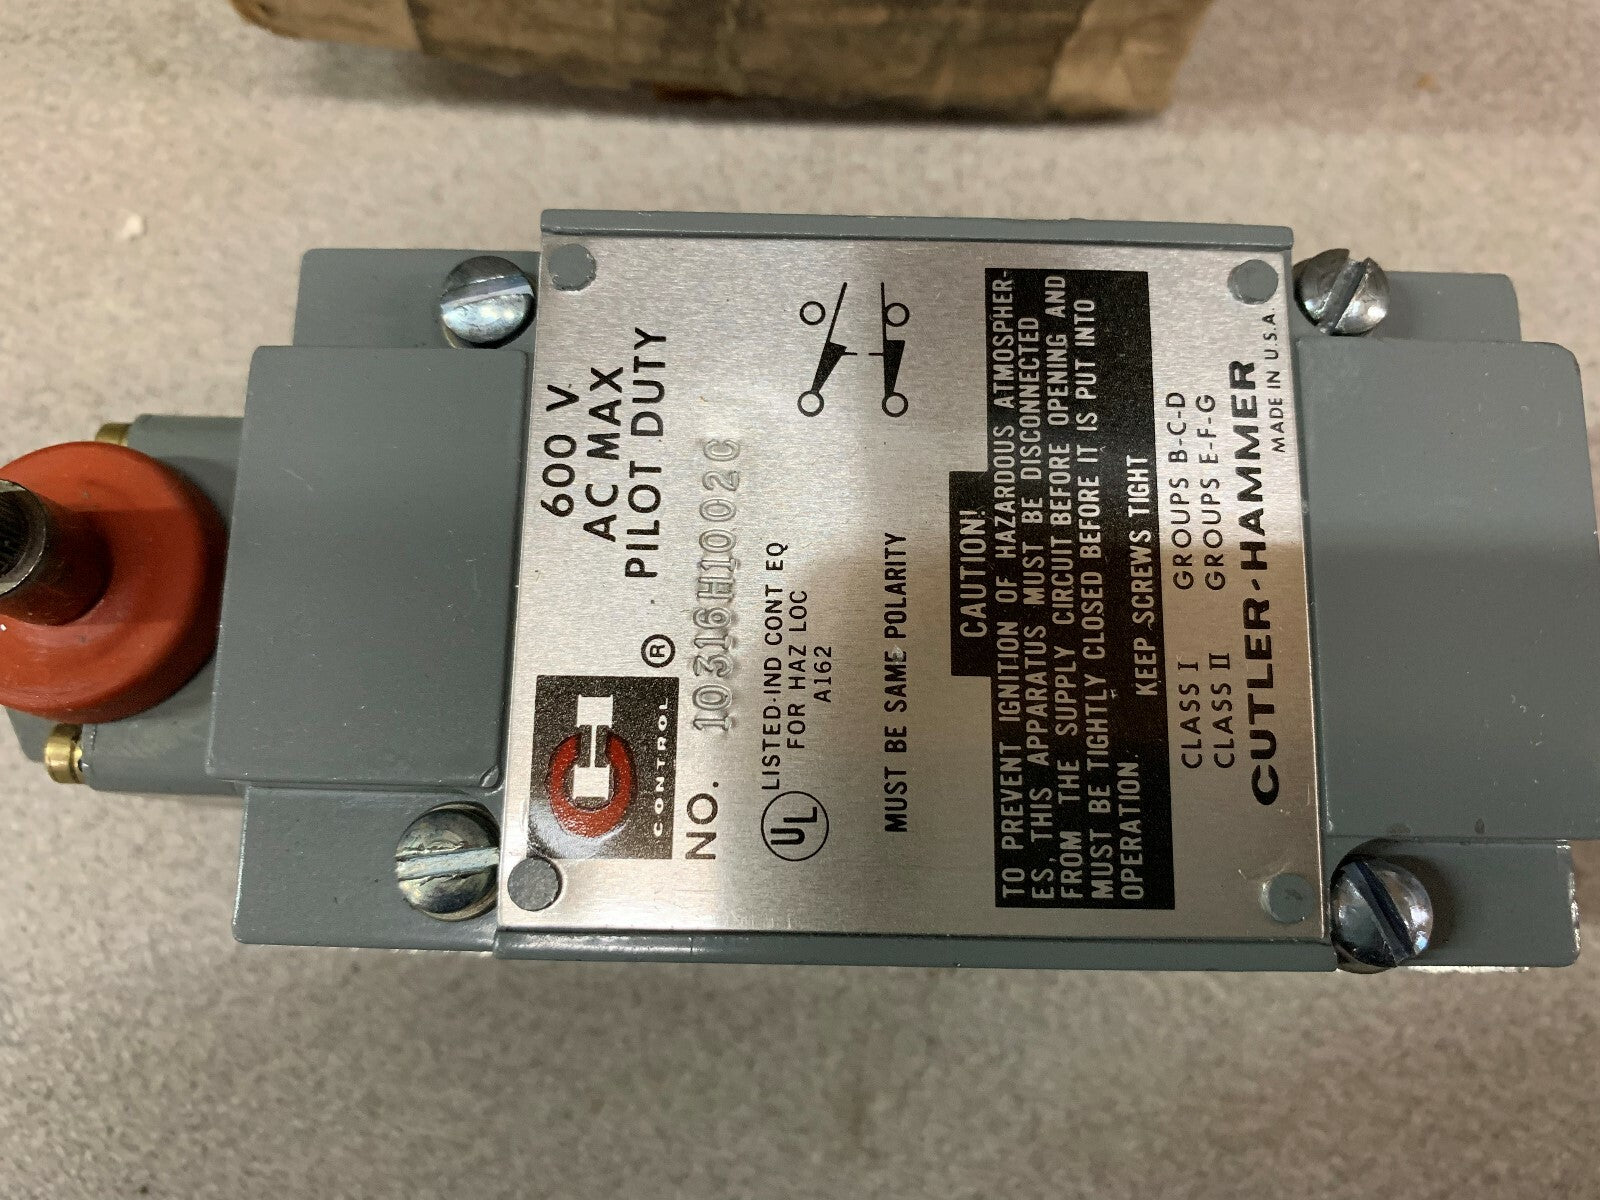 600 V
AC MAX
PILOT DUTY
CH
CONTROL
®
NO. 10316H1002C
UL LISTED-IND CONT EQ
FOR HAZ LOC
A162
MUST BE SAME POLARITY
CAUTION!
TO PREVENT IGNITION OF HAZARDOUS ATMOSPHER-
ES, THIS APPARATUS MUST BE DISCONNECTED
FROM THE SUPPLY CIRCUIT BEFORE OPENING AND
MUST BE TIGHTLY CLOSED BEFORE IT IS PUT INTO
OPERATION.
KEEP SCREWS TIGHT
CLASS I GROUPS B-C-D
CLASS II GROUPS E-F-G
CUTLER-HAMMER
MADE IN U.S.A.